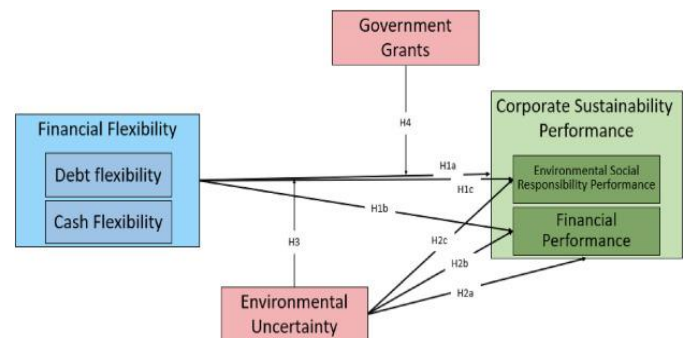 Government
Grants
Financial Flexibility
Debt flexibility
Cash Flexibility
H4
Corporate Sustainability
Performance
Environmental Social
Responsibility Performance
Financial
Performance
H1a
H1c
H1b
H3
H2c
H2b
H2a
Environmental
Uncertainty